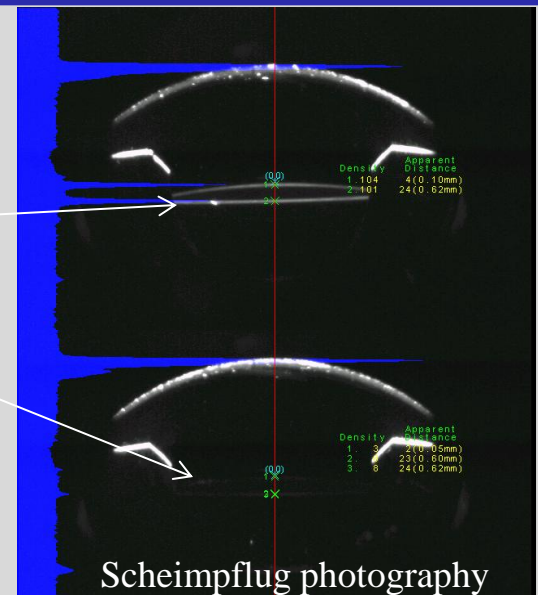 (0,0)
Density Apparent Distance
1. 104 4(0.10mm)
2. 101 24(0.62mm)
1
2
(0,0)
Density Apparent Distance
1. 3 2(0.05mm)
2. 23(0.60mm)
3. 8 24(0.62mm)
1
Scheimpflug photography